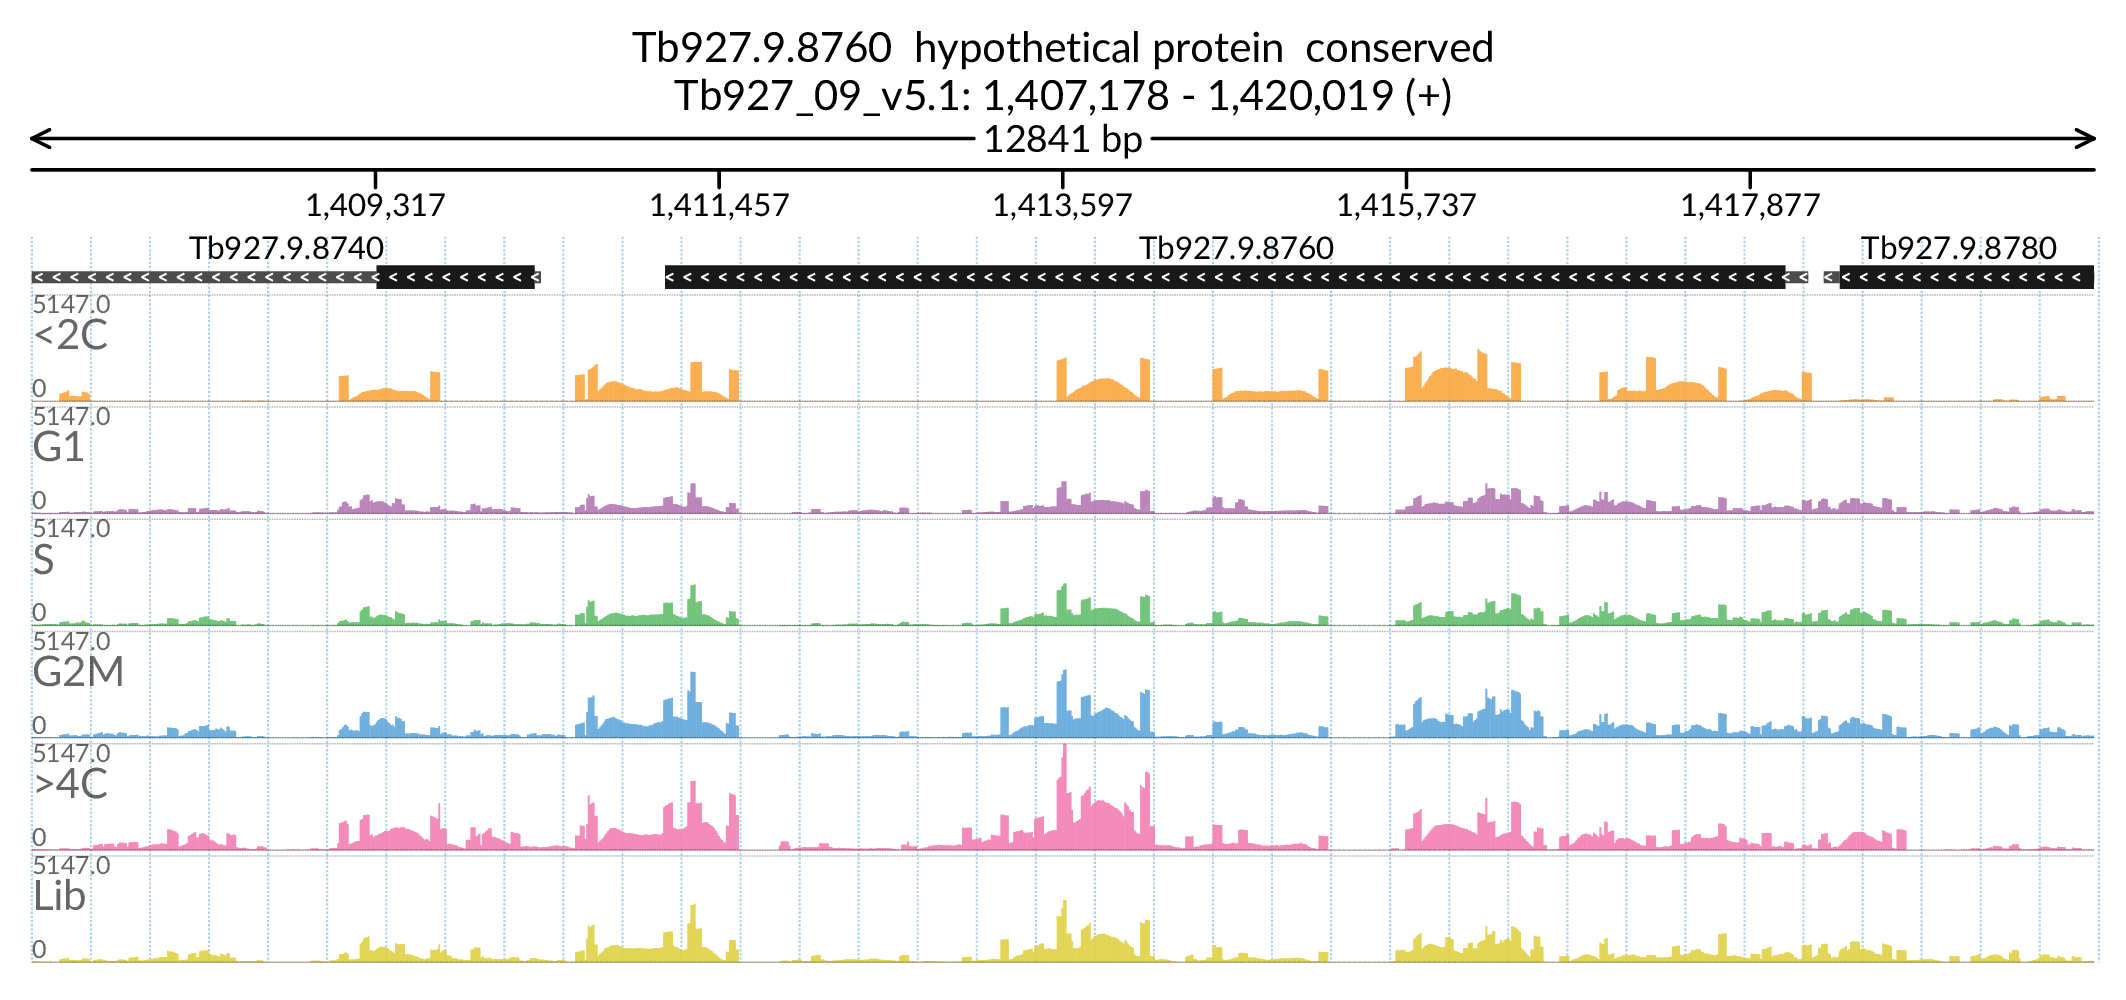 Tb927.9.8760  hypothetical protein  conserved
Tb927_09_v5.1: 1,407,178 - 1,420,019 (+)
12841 bp
1,409,317 1,411,457 1,413,597 1,415,737 1,417,877
Tb927.9.8740 Tb927.9.8760 Tb927.9.8780
5147.0
<2C
0
5147.0
G1
0
5147.0
S
0
5147.0
G2M
0
5147.0
>4C
0
5147.0
Lib
0